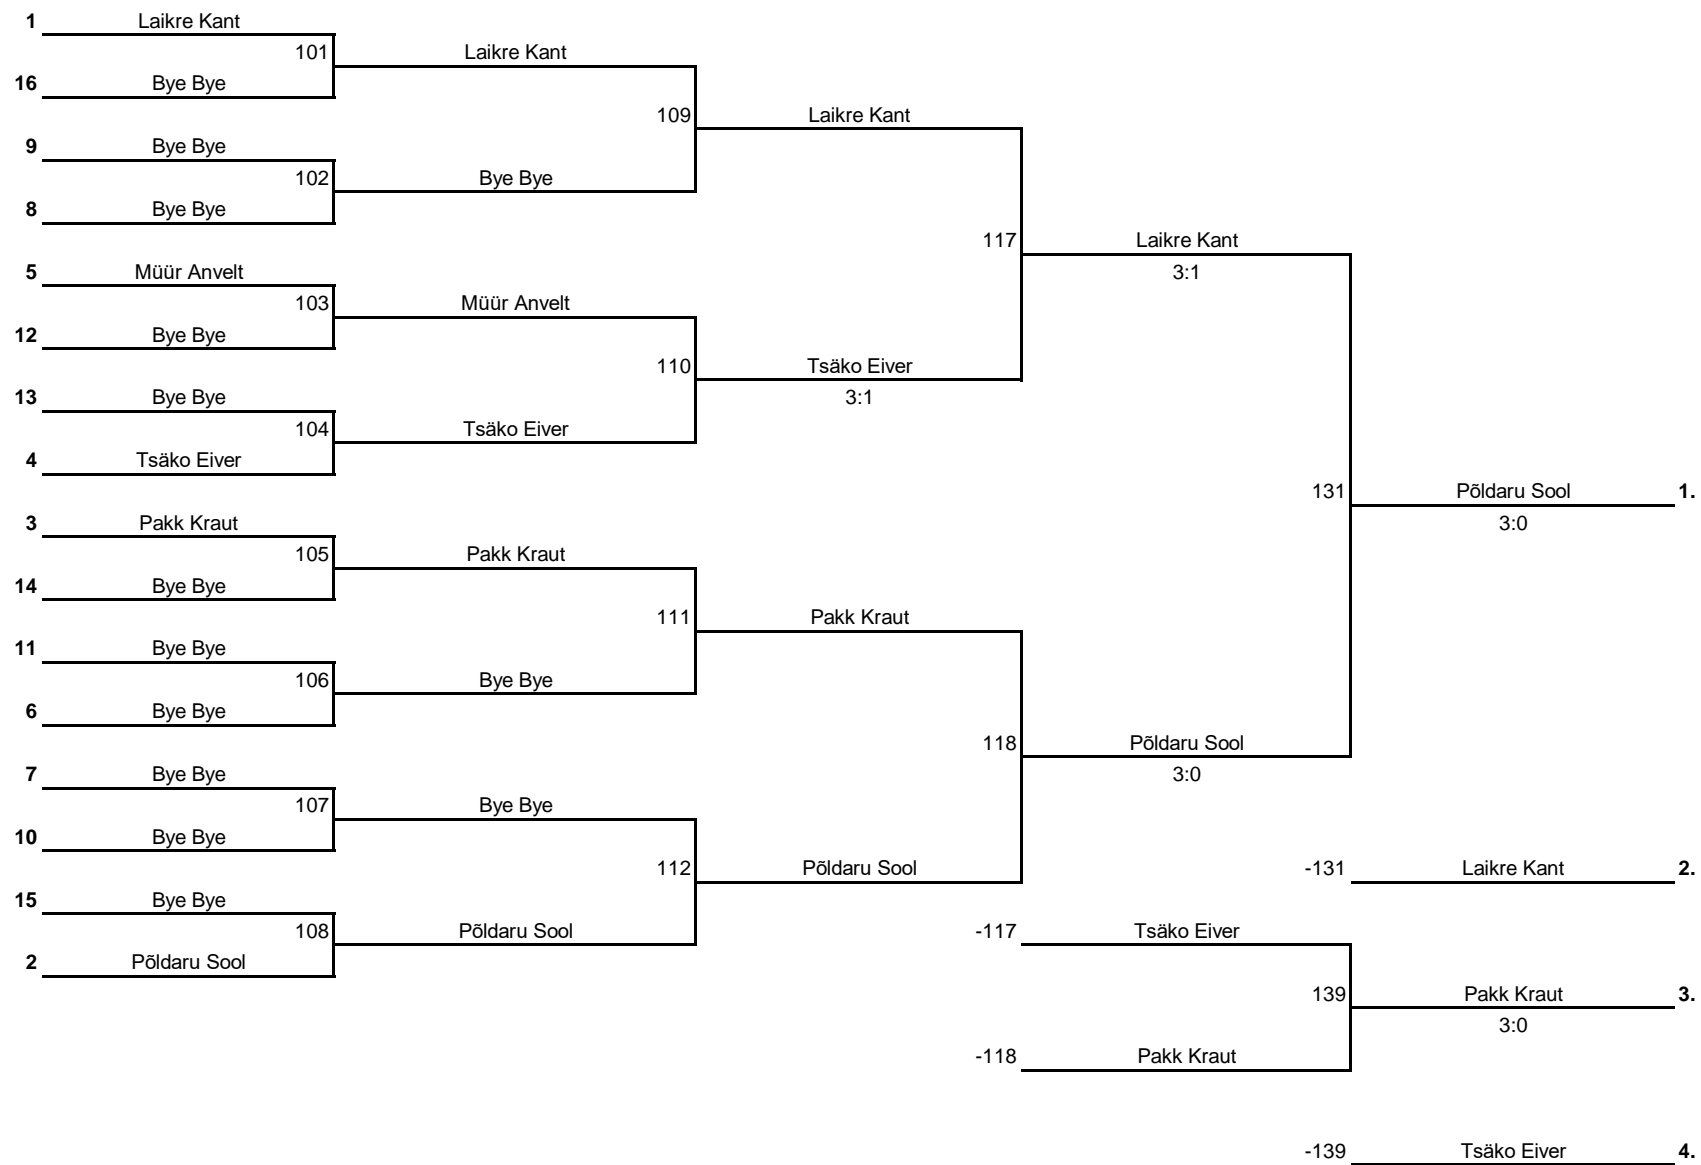 1 Laikre Kant
101 Laikre Kant
16 Bye Bye
109 Laikre Kant
9 Bye Bye
102 Bye Bye
8 Bye Bye
117 Laikre Kant
5 Müür Anvelt
3:1
103 Müür Anvelt
12 Bye Bye
110 Tsäko Eiver
13 Bye Bye
3:1
104 Tsäko Eiver
4 Tsäko Eiver
131 Põldaru Sool 1.
3 Pakk Kraut
3:0
105 Pakk Kraut
14 Bye Bye
111 Pakk Kraut
11 Bye Bye
106 Bye Bye
6 Bye Bye
118 Põldaru Sool
7 Bye Bye
3:0
107 Bye Bye
10 Bye Bye
112 Põldaru Sool
-131 Laikre Kant 2.
15 Bye Bye
108 Põldaru Sool
-117 Tsäko Eiver
2 Põldaru Sool
139 Pakk Kraut 3.
3:0
-118 Pakk Kraut
-139 Tsäko Eiver 4.